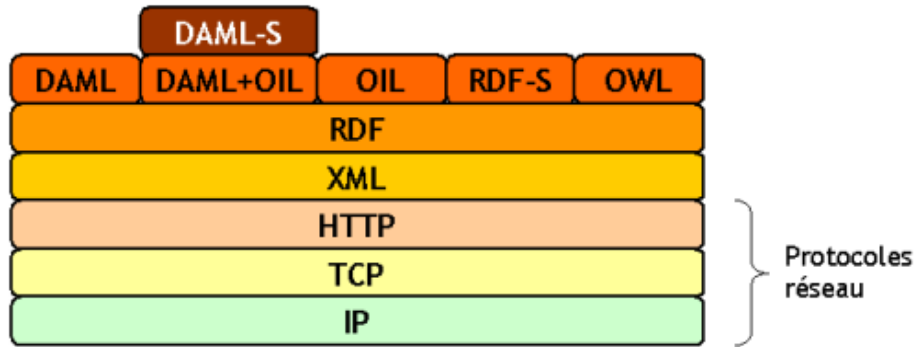 DAML-S
DAML DAML+OIL OIL RDF-S OWL
RDF
XML
HTTP
TCP
IP
Protocoles
réseau